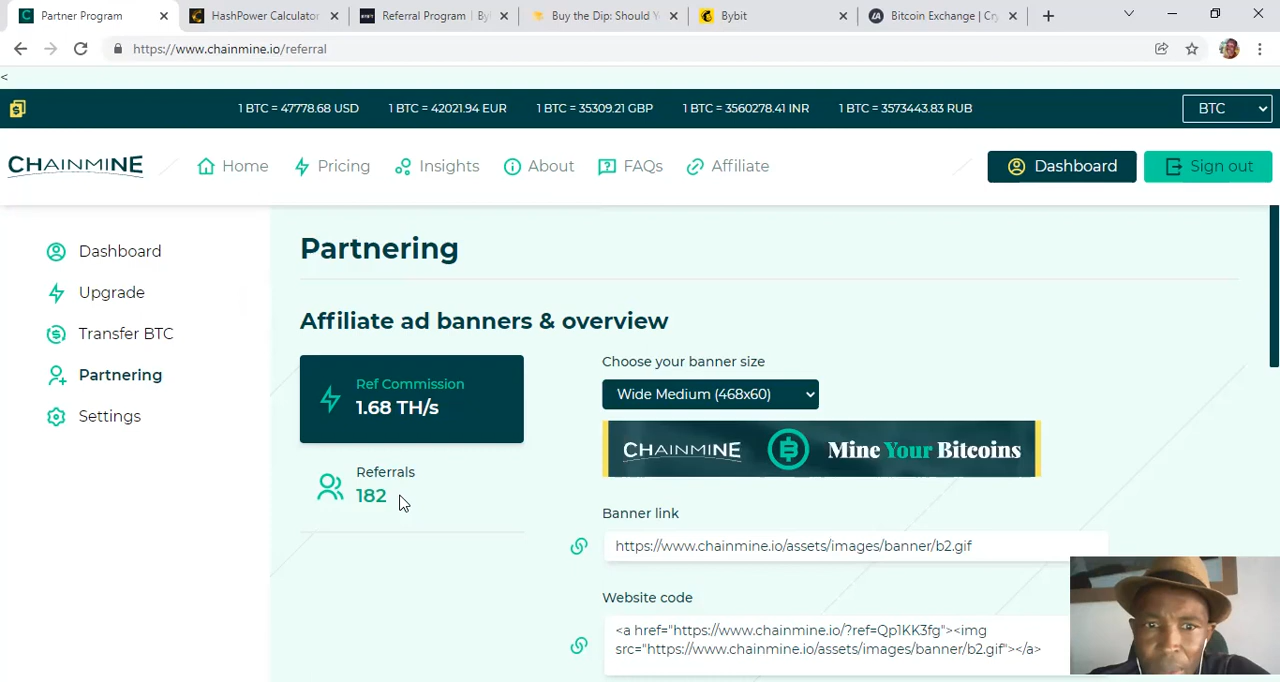 Partner Program
HashPower Calculator
Referral Program | Byb
Buy the Dip: Should Y
Bybit
Bitcoin Exchange | Cry
https://www.chainmine.io/referral
<
1 BTC = 47778.68 USD
1 BTC = 42021.94 EUR
1 BTC = 35309.21 GBP
1 BTC = 3560278.41 INR
1 BTC = 3573443.83 RUB
BTC
CHAINMINE
Home
Pricing
Insights
About
FAQs
Affiliate
Dashboard
Sign out
Dashboard
Upgrade
Transfer BTC
Partnering
Settings
Partnering
Affiliate ad banners & overview
Ref Commission
1.68 TH/s
Referrals
182
Choose your banner size
Wide Medium (468x60)
CHAINMINE
Mine Your Bitcoins
Banner link
https://www.chainmine.io/assets/images/banner/b2.gif
Website code
<a href="https://www.chainmine.io/?ref=Qp1KK3fg"><img
src="https://www.chainmine.io/assets/images/banner/b2.gif"></a>